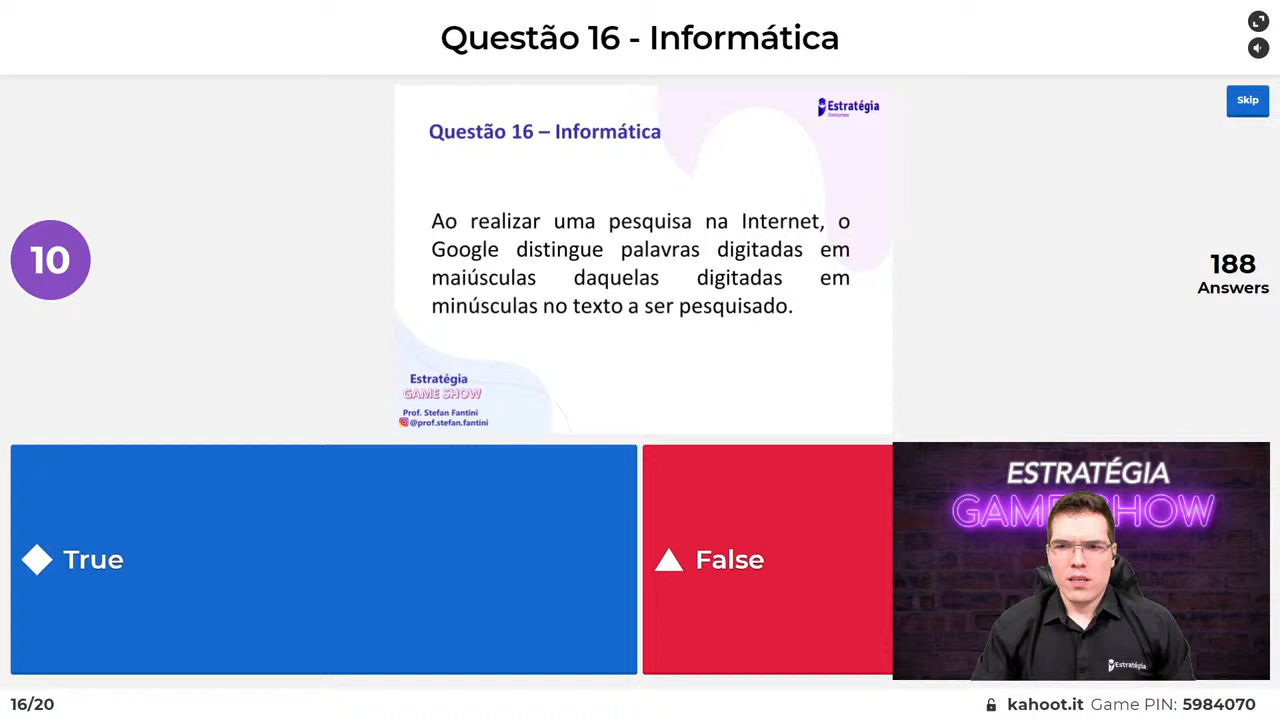 Questão 16 - Informática
Skip
Estratégia
Concursos
Questão 16 – Informática
Ao realizar uma pesquisa na Internet, o
Google distingue palavras digitadas em
maiúsculas daquelas digitadas em
minúsculas no texto a ser pesquisado.
10
188
Answers
Estratégia
GAME SHOW
Prof. Stefan Fantini
@prof.stefan.fantini
True
False
ESTRATÉGIA
GAME SHOW
Estratégia
16/20
kahoot.it Game PIN: 5984070